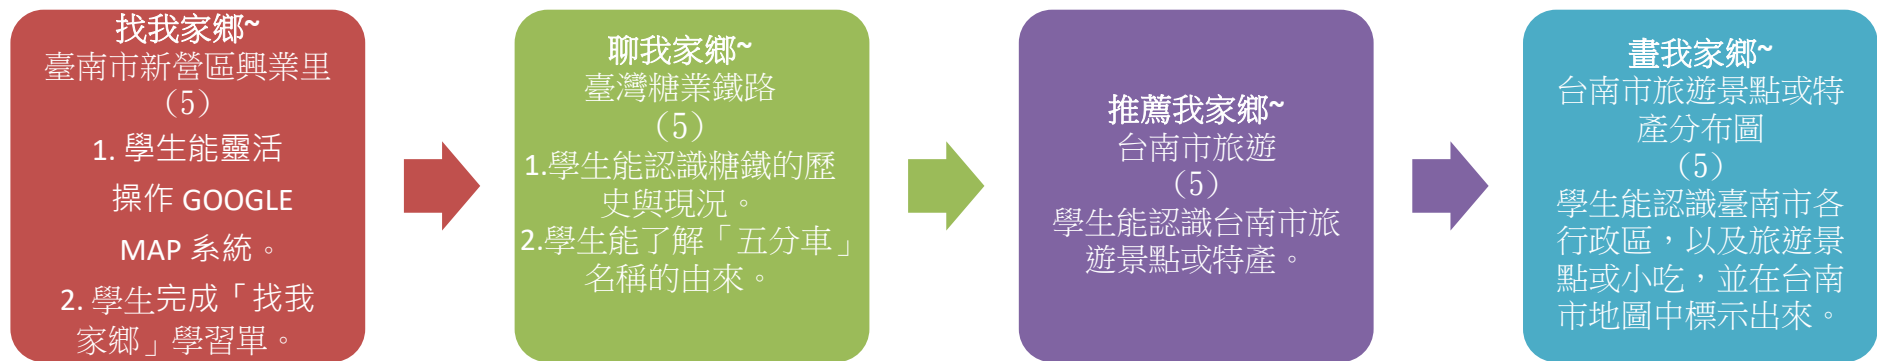 找我家鄉~
臺南市新營區興業里
（5）
1. 學生能靈活
操作 GOOGLE
MAP 系統。
2. 學生完成「找我
家鄉」學習單。
聊我家鄉~
臺灣糖業鐵路
（5）
1.學生能認識糖鐵的歷
史與現況。
2.學生能了解「五分車」
名稱的由來。
推薦我家鄉~
台南市旅遊
（5）
學生能認識台南市旅
遊景點或特產。
畫我家鄉~
台南市旅遊景點或特
產分布圖
（5）
學生能認識臺南市各
行政區，以及旅遊景
點或小吃，並在台南
市地圖中標示出來。